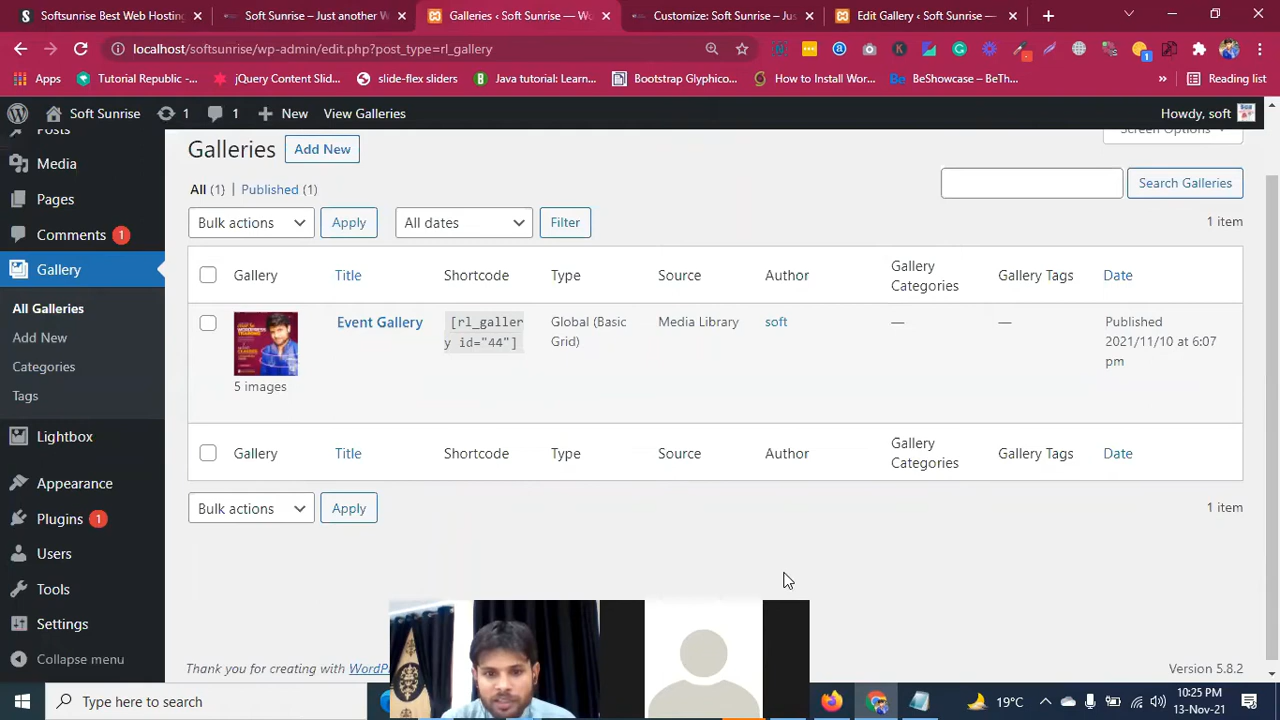 Softsunrise Best Web Hosting
Soft Sunrise – Just another W
Galleries ‹ Soft Sunrise — Wo
Customize: Soft Sunrise – Jus
Edit Gallery ‹ Soft Sunrise —
localhost/softsunrise/wp-admin/edit.php?post_type=rl_gallery
Apps
Tutorial Republic -...
jQuery Content Slid...
slide-flex sliders
Java tutorial: Learn...
Bootstrap Glyphico...
How to Install Wor...
BeShowcase – BeTh...
Reading list
Soft Sunrise
1
1
New
View Galleries
Howdy, soft
Posts
Media
Pages
Comments 1
Gallery
All Galleries
Add New
Categories
Tags
Lightbox
Appearance
Plugins 1
Users
Tools
Settings
Collapse menu
Screen Options
Galleries
Add New
All (1) | Published (1)
Search Galleries
Bulk actions
Apply
All dates
Filter
1 item
Gallery
Title
Shortcode
Type
Source
Author
Gallery Categories
Gallery Tags
Date
5 images
Event Gallery
[rl_galler
y id="44"]
Global (Basic
Grid)
Media Library
soft
—
—
Published
2021/11/10 at 6:07
pm
Gallery
Title
Shortcode
Type
Source
Author
Gallery Categories
Gallery Tags
Date
Bulk actions
Apply
1 item
Thank you for creating with WordP
Version 5.8.2
Type here to search
19°C
10:25 PM
13-Nov-21